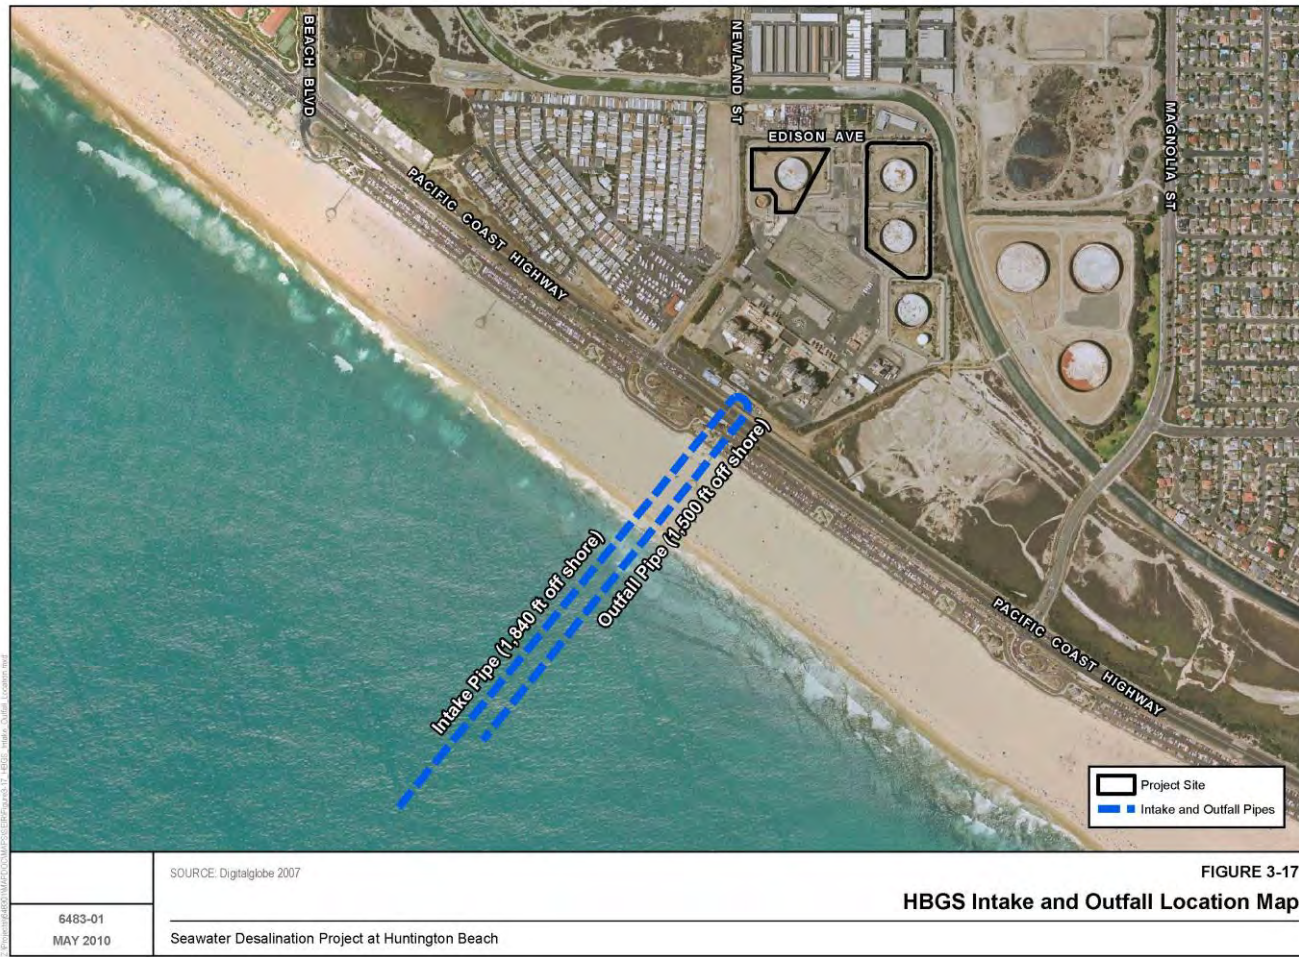 BEACH BLVD
NEWLAND ST
MAGNOLIA ST
EDISON AVE
PACIFIC COAST HIGHWAY
Intake Pipe (1,840 ft off shore)
Outfall Pipe (1,500 ft off shore)
PACIFIC COAST HIGHWAY
Project Site
Intake and Outfall Pipes
SOURCE: Digitalglobe 2007
FIGURE 3-17
HBGS Intake and Outfall Location Map
6483-01
MAY 2010
Seawater Desalination Project at Huntington Beach